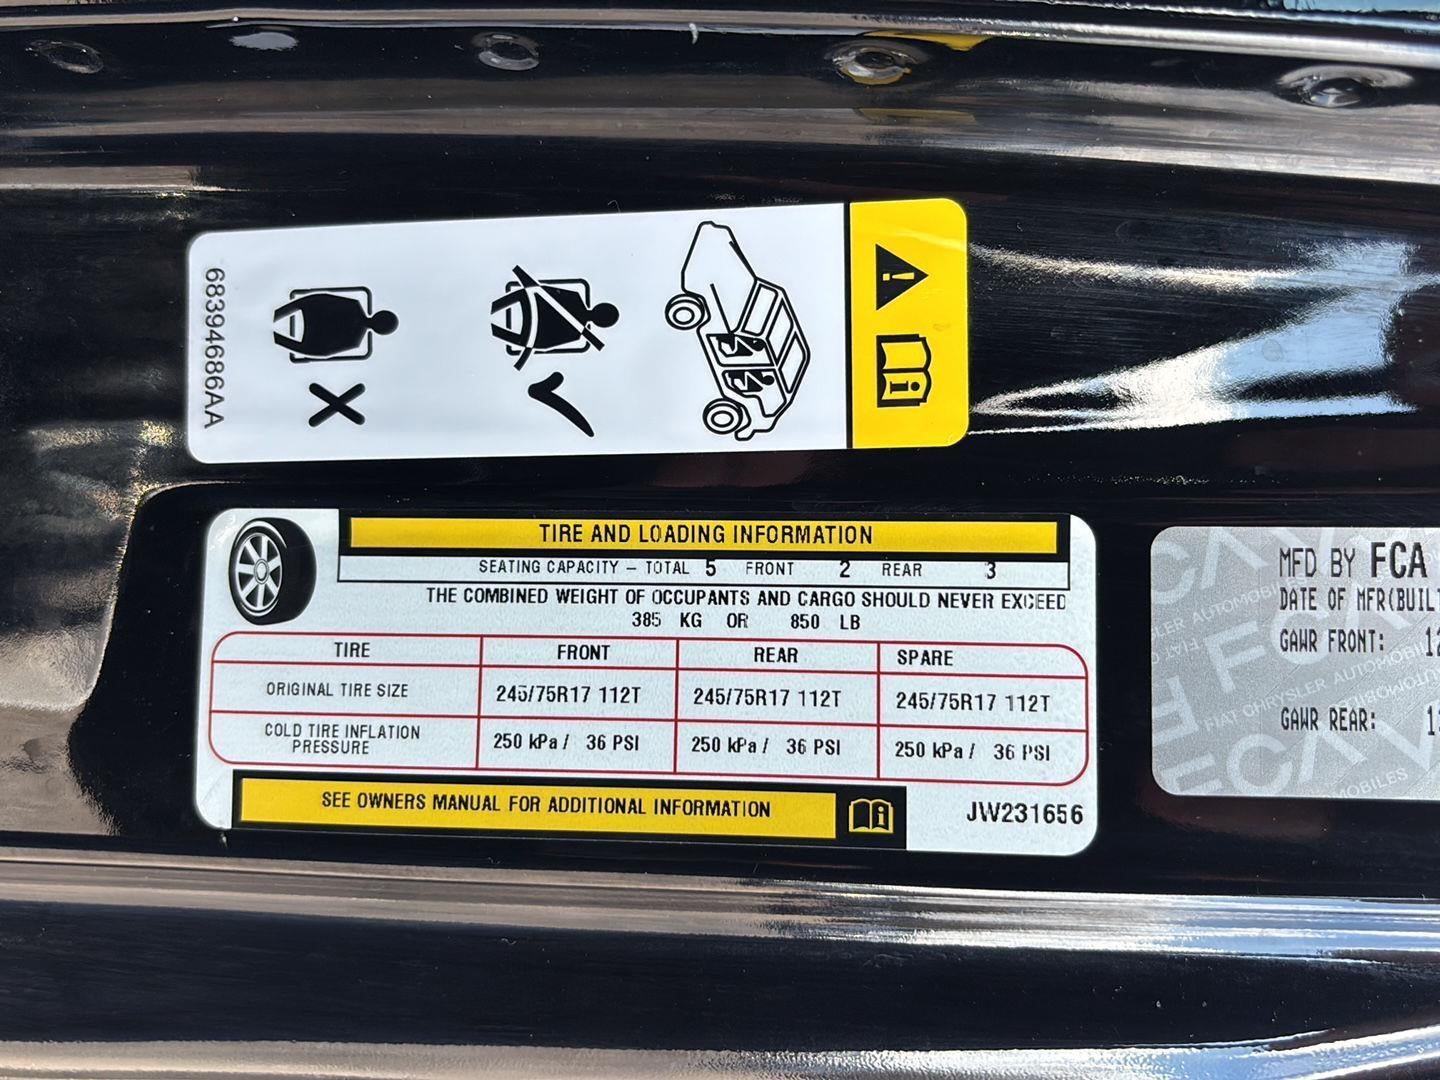 68394686AA
TIRE AND LOADING INFORMATION
SEATING CAPACITY – TOTAL 5 FRONT 2 REAR 3
THE COMBINED WEIGHT OF OCCUPANTS AND CARGO SHOULD NEVER EXCEED
385 KG OR 850 LB
TIRE FRONT REAR SPARE
ORIGINAL TIRE SIZE 245/75R17 112T 245/75R17 112T 245/75R17 112T
COLD TIRE INFLATION
PRESSURE 250 kPa / 36 PSI 250 kPa / 36 PSI 250 kPa / 36 PSI
SEE OWNERS MANUAL FOR ADDITIONAL INFORMATION
JW231656
MFD BY FCA
DATE OF MFR(BUILT
GAWR FRONT:
GAWR REAR:
FIAT CHRYSLER AUTOMOBILES